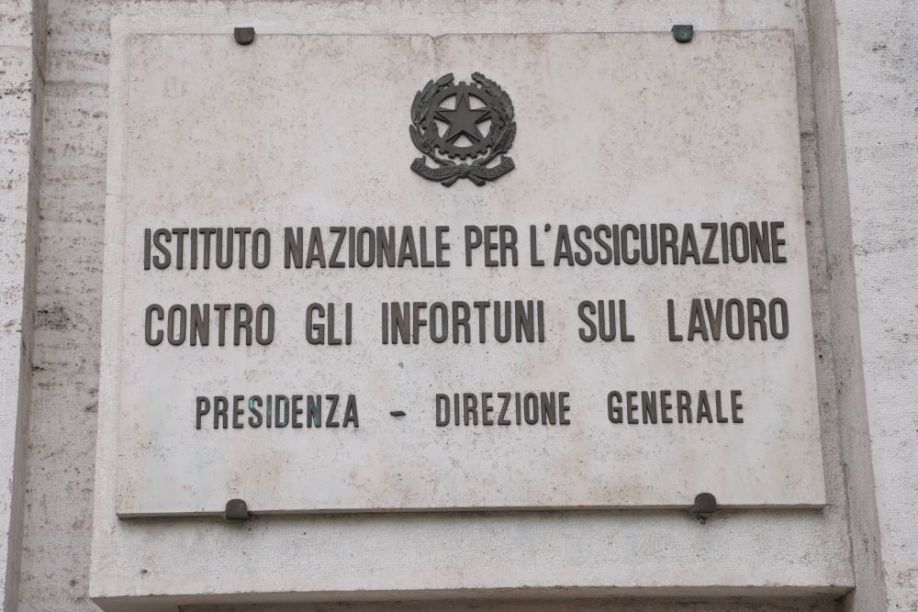 ISTITUTO NAZIONALE PER L'ASSICURAZIONE
CONTRO GLI INFORTUNI SUL LAVORO
PRESIDENZA - DIREZIONE GENERALE